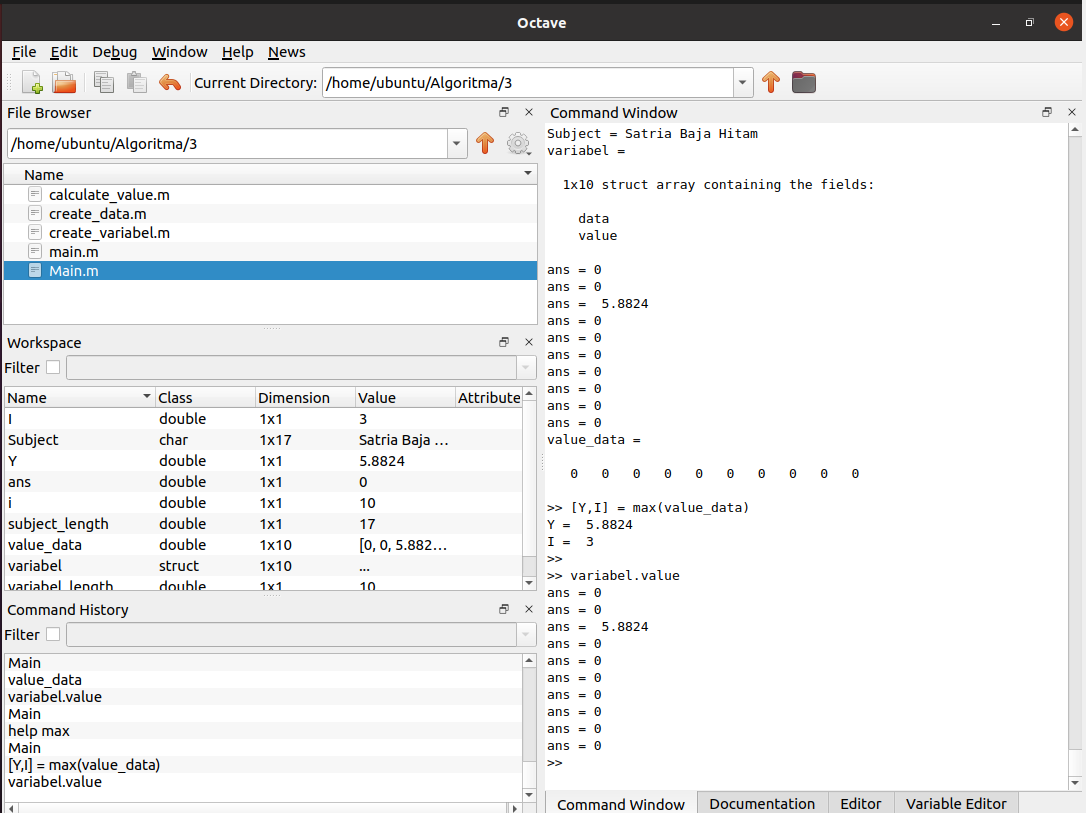 Octave
File Edit Debug Window Help News
Current Directory: /home/ubuntu/Algoritma/3
File Browser
/home/ubuntu/Algoritma/3
Name
calculate_value.m
create_data.m
create_variabel.m
main.m
Main.m
Workspace
Filter
Name Class Dimension Value Attribute
I double 1x1 3
Subject char 1x17 Satria Baja ...
Y double 1x1 5.8824
ans double 1x1 0
i double 1x1 10
subject_length double 1x1 17
value_data double 1x10 [0, 0, 5.882...
variabel struct 1x10 ...
variabel_length double 1x1 10
Command History
Filter
Main
value_data
variabel.value
Main
help max
Main
[Y,I] = max(value_data)
variabel.value
Command Window
Subject = Satria Baja Hitam
variabel =
1x10 struct array containing the fields:
data
value
ans = 0
ans = 0
ans = 5.8824
ans = 0
ans = 0
ans = 0
ans = 0
ans = 0
ans = 0
ans = 0
value_data =
0 0 0 0 0 0 0 0 0 0
>> [Y,I] = max(value_data)
Y = 5.8824
I = 3
>>
>> variabel.value
ans = 0
ans = 0
ans = 5.8824
ans = 0
ans = 0
ans = 0
ans = 0
ans = 0
ans = 0
ans = 0
>>
Command Window Documentation Editor Variable Editor